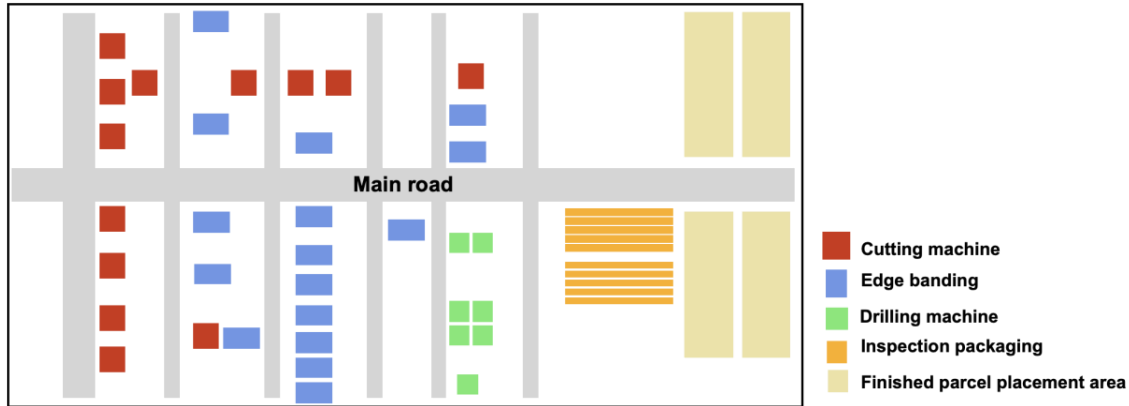 Main road
Cutting machine
Edge banding
Drilling machine
Inspection packaging
Finished parcel placement area